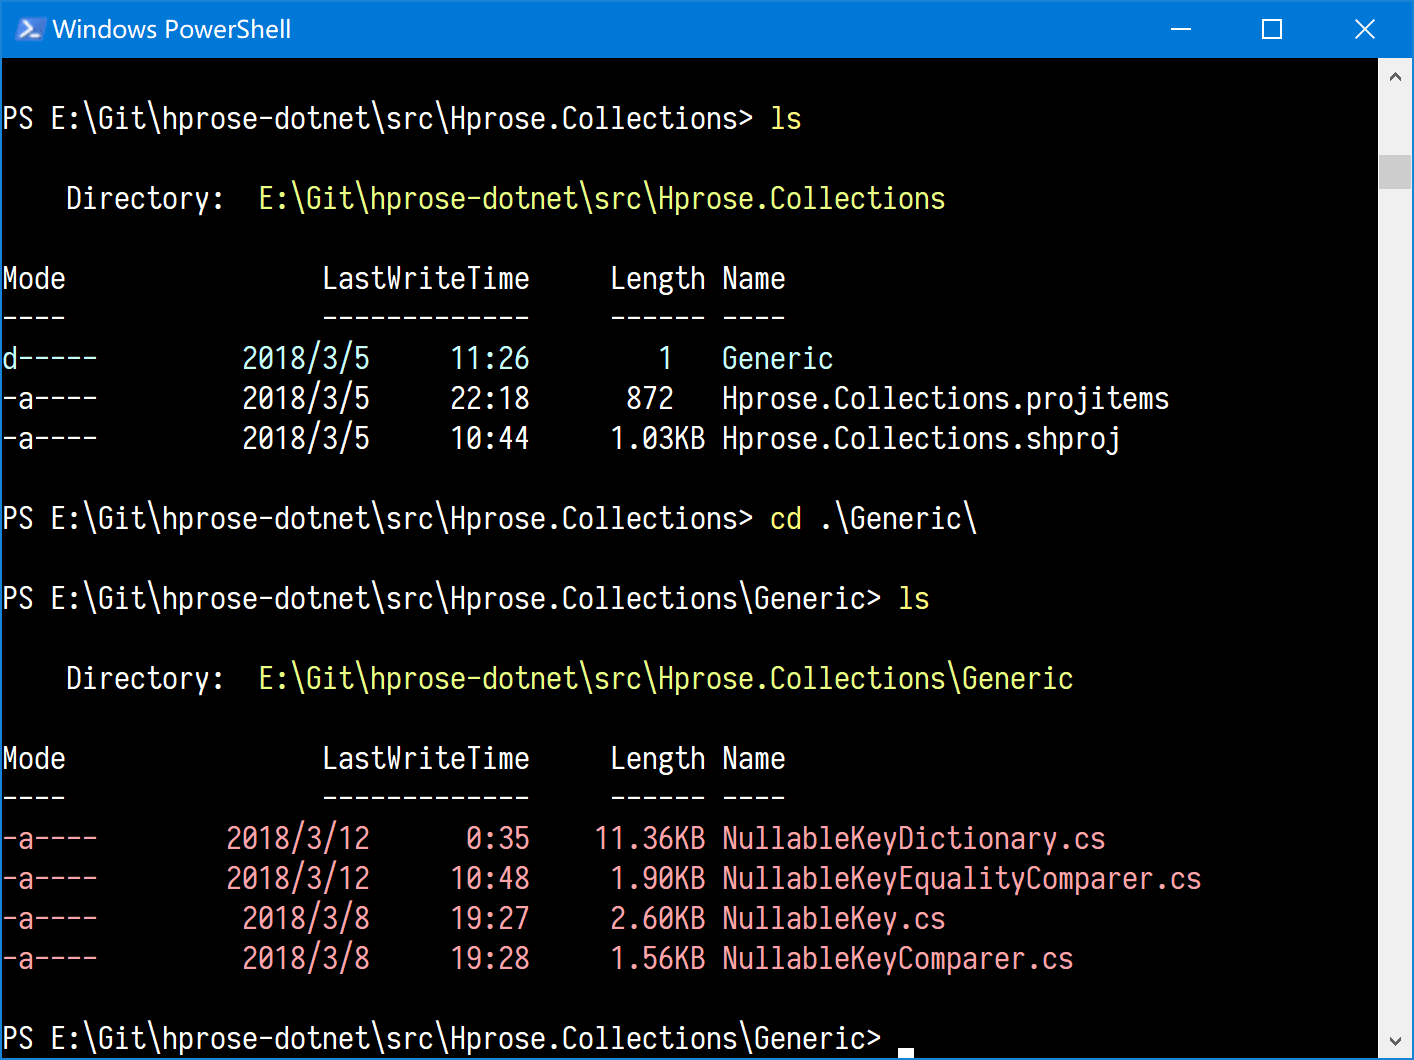 Windows PowerShell
PS E:\Git\hprose-dotnet\src\Hprose.Collections> ls
Directory:  E:\Git\hprose-dotnet\src\Hprose.Collections
Mode                LastWriteTime     Length Name
----                -------------     ------ ----
d-----         2018/3/5     11:26        1   Generic
-a----         2018/3/5     22:18      872   Hprose.Collections.projitems
-a----         2018/3/5     10:44     1.03KB Hprose.Collections.shproj
PS E:\Git\hprose-dotnet\src\Hprose.Collections> cd .\Generic\
PS E:\Git\hprose-dotnet\src\Hprose.Collections\Generic> ls
Directory:  E:\Git\hprose-dotnet\src\Hprose.Collections\Generic
Mode                LastWriteTime     Length Name
----                -------------     ------ ----
-a----        2018/3/12      0:35    11.36KB NullableKeyDictionary.cs
-a----        2018/3/12     10:48     1.90KB NullableKeyEqualityComparer.cs
-a----         2018/3/8     19:27     2.60KB NullableKey.cs
-a----         2018/3/8     19:28     1.56KB NullableKeyComparer.cs
PS E:\Git\hprose-dotnet\src\Hprose.Collections\Generic>